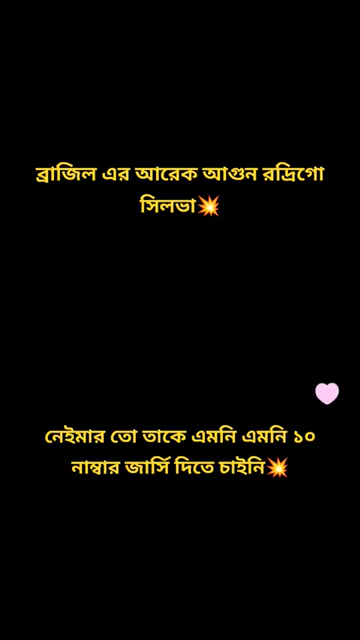 ব্রাজিল এর আরেক আগুন রদ্রিগো
সিলভা💥
নেইমার তো তাকে এমনি এমনি ১০
নাম্বার জার্সি দিতে চাইনি💥